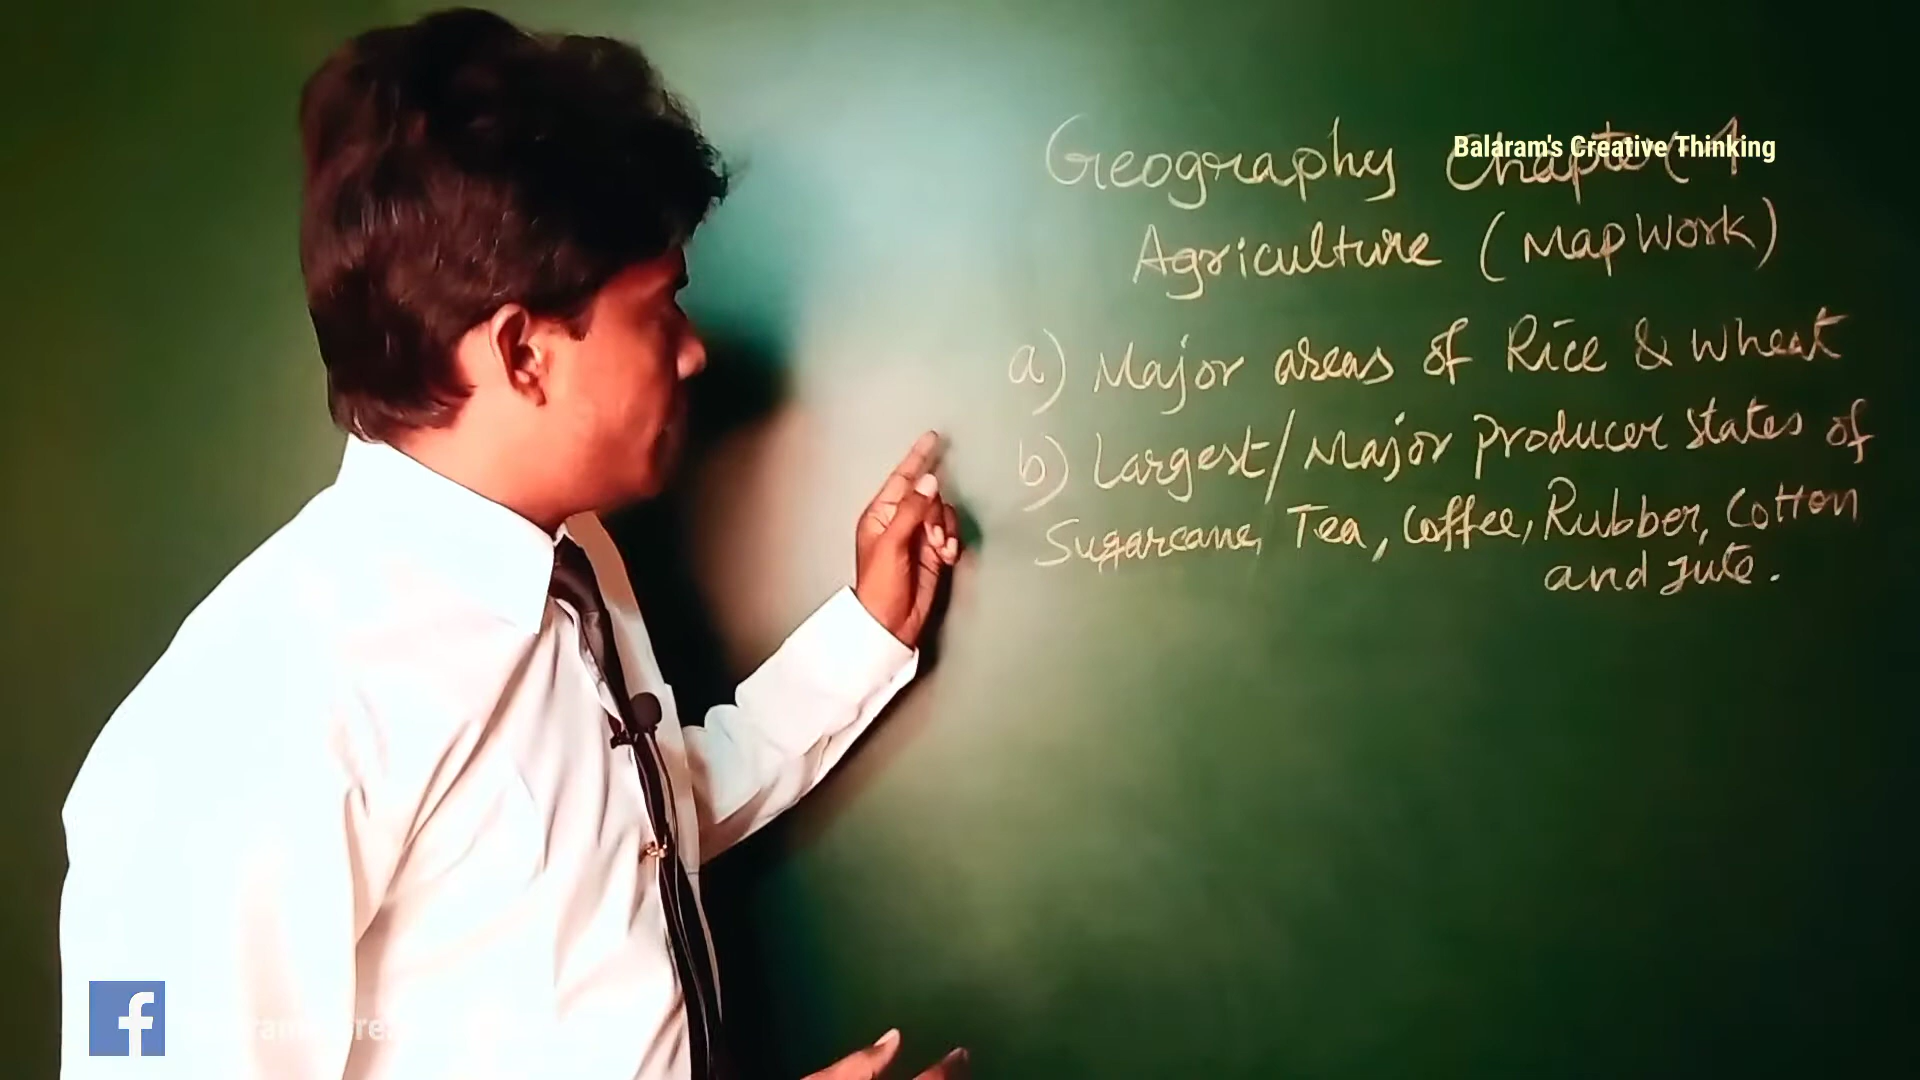 Balaram's Creative Thinking
Geography Chapter 4
Agriculture (Map Work)
a) Major areas of Rice & Wheat
b) Largest/Major producer states of
Sugarcane, Tea, Coffee, Rubber, Cotton
and Jute.